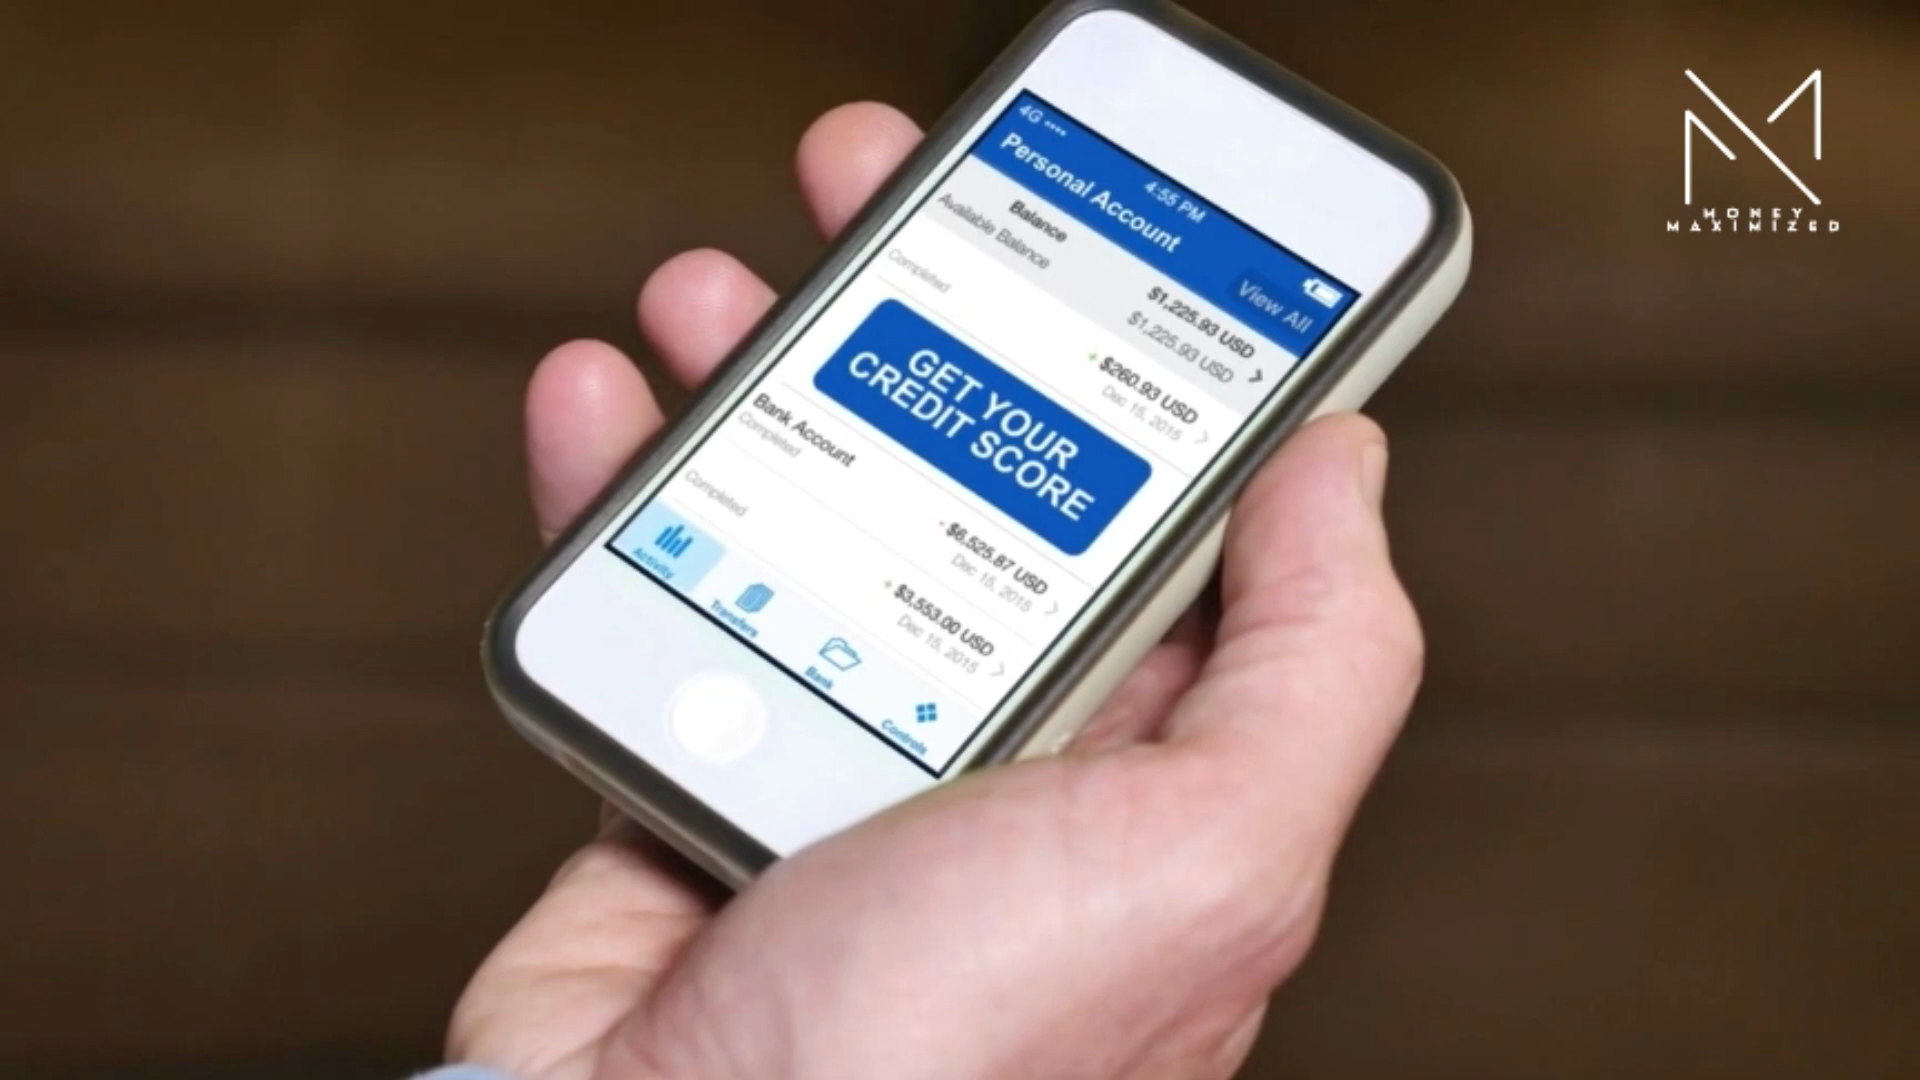 4G
4:55 PM
Personal Account
View All
Balance
$1,225.93 USD
Available Balance
$1,225.93 USD
+ $260.93 USD
Completed
Dec 15, 2015
GET YOUR
CREDIT SCORE
Bank Account
- $6,525.87 USD
Completed
Dec 15, 2015
+ $3,553.00 USD
Completed
Dec 15, 2015
Activity
Transfers
Bank
Controls
MONEY
MAXIMIZED